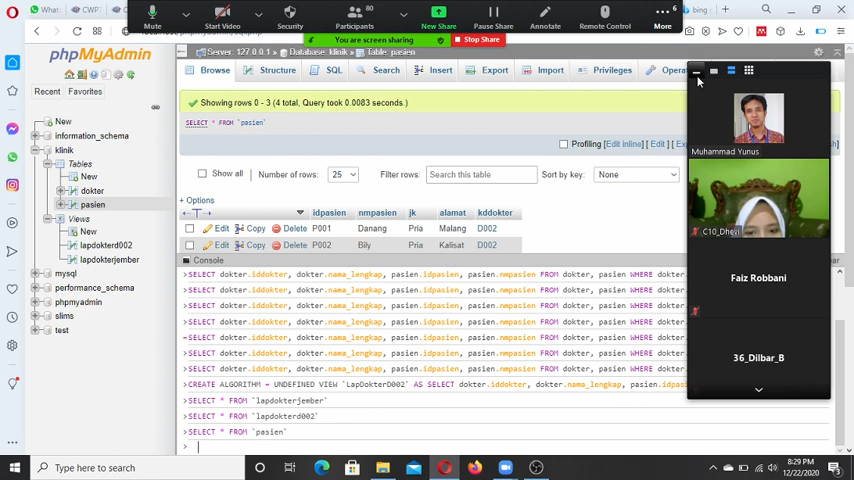 Mute
Start Video
Security
Participants
80
New Share
Pause Share
Annotate
Remote Control
More
6
You are screen sharing
Stop Share
Whats
CWP
bing
phpMyAdmin
Recent
Favorites
New
information_schema
klinik
Tables
New
dokter
pasien
Views
New
lapdokterd002
lapdokterjember
mysql
performance_schema
phpmyadmin
slims
test
Server: 127.0.0.1 » Database: klinik » Table: pasien
Browse
Structure
SQL
Search
Insert
Export
Import
Privileges
Opera
Showing rows 0 - 3 (4 total, Query took 0.0083 seconds.)
SELECT * FROM `pasien`
Profiling [Edit inline] [ Edit ] [ Ex
Show all
Number of rows:
25
Filter rows:
Search this table
Sort by key:
None
+ Options
idpasien nmpasien jk alamat kddokter
Edit Copy Delete P001 Danang Pria Malang D002
Edit Copy Delete P002 Bily Pria Kalisat D002
Console
>SELECT dokter.iddokter, dokter.nama_lengkap, pasien.idpasien, pasien.nmpasien FROM dokter, pasien WHERE dokter.
>SELECT dokter.iddokter, dokter.nama_lengkap, pasien.idpasien, pasien.nmpasien FROM dokter, pasien WHERE dokter.
>SELECT dokter.iddokter, dokter.nama_lengkap, pasien.idpasien, pasien.nmpasien FROM dokter, pasien WHERE dokter.
>SELECT dokter.iddokter, dokter.nama_lengkap, pasien.idpasien, pasien.nmpasien FROM dokter, pasien WHERE dokter.
>SELECT dokter.iddokter, dokter.nama_lengkap, pasien.idpasien, pasien.nmpasien FROM dokter, pasien WHERE dokter.
>SELECT dokter.iddokter, dokter.nama_lengkap, pasien.idpasien, pasien.nmpasien FROM dokter, pasien WHERE dokter.
>SELECT dokter.iddokter, dokter.nama_lengkap, pasien.idpasien, pasien.nmpasien FROM dokter, pasien WHERE dokter.
>CREATE ALGORITHM = UNDEFINED VIEW `LapDokterD002` AS SELECT dokter.iddokter, dokter.nama_lengkap, pasien.idpasi
>SELECT * FROM `lapdokterjember`
>SELECT * FROM `lapdokterd002`
>SELECT * FROM `pasien`
>
Muhammad Yunus
C10_Dhevi
Faiz Robbani
36_Dilbar_B
Type here to search
8:29 PM
12/22/2020
3